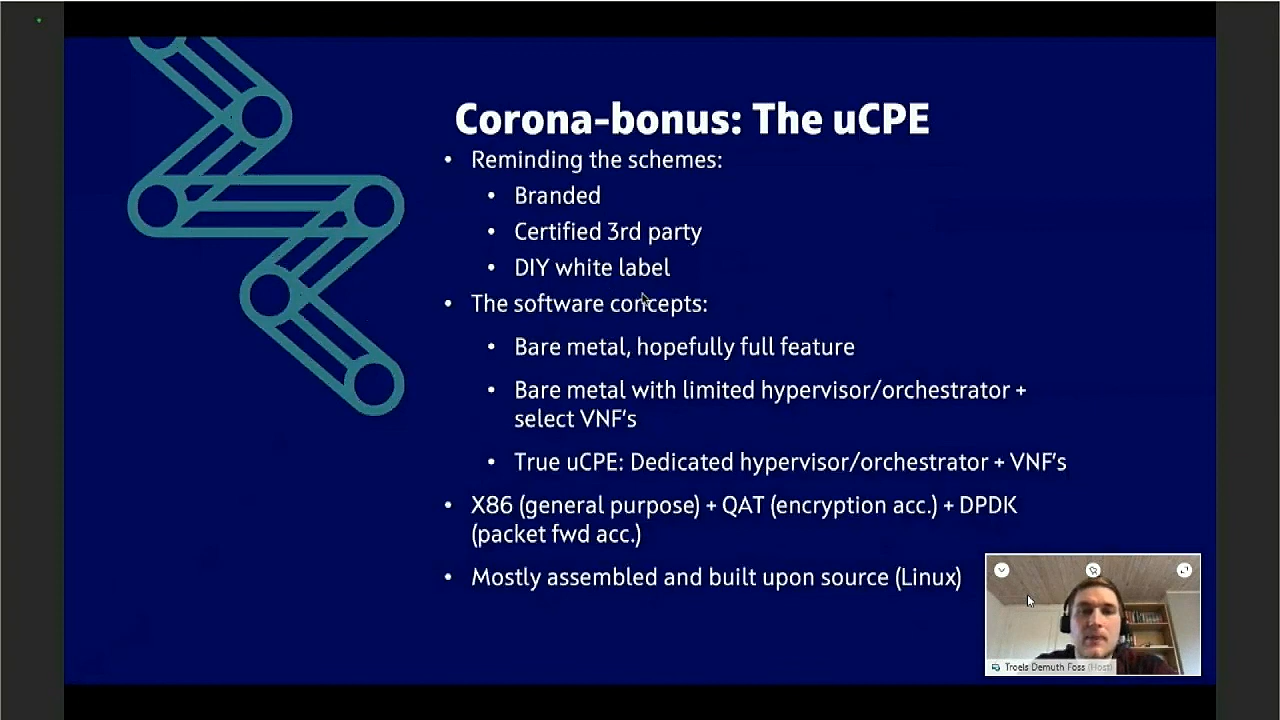 Corona-bonus: The uCPE
• Reminding the schemes:
• Branded
• Certified 3rd party
• DIY white label
• The software concepts:
• Bare metal, hopefully full feature
• Bare metal with limited hypervisor/orchestrator +
select VNF's
• True uCPE: Dedicated hypervisor/orchestrator + VNF's
• X86 (general purpose) + QAT (encryption acc.) + DPDK
(packet fwd acc.)
• Mostly assembled and built upon source (Linux)
Troels Demuth Foss (Host)